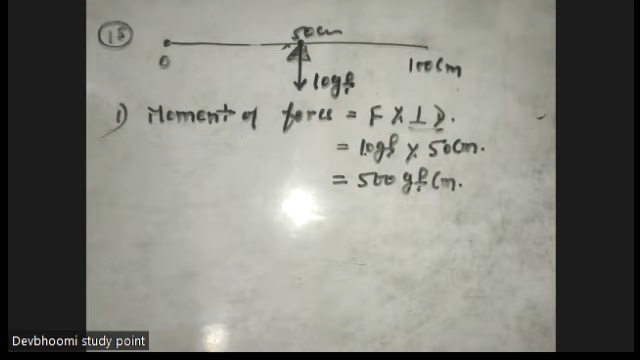 15
50cm
0
100cm
10gf
1) Moment of force = F X ⊥ D.
= 10gf X 50cm.
= 500 gf cm.
Devbhoomi study point